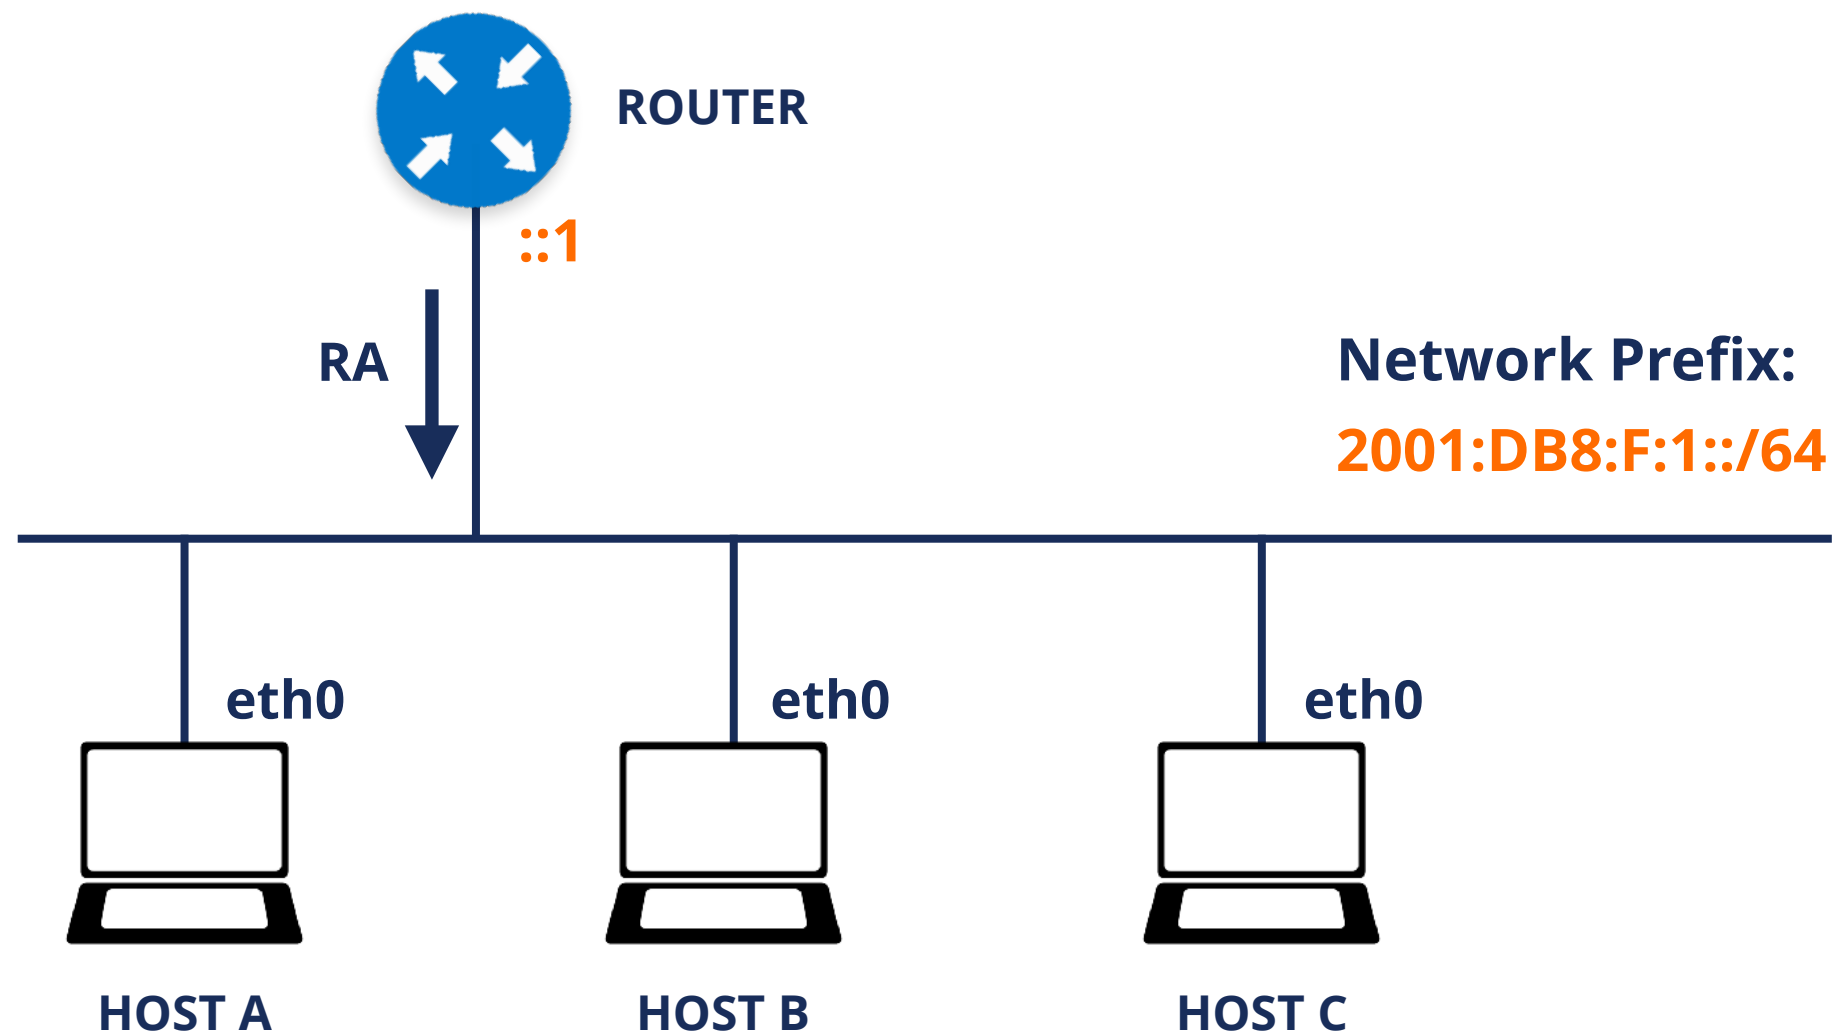 ROUTER
::1
RA
Network Prefix:
2001:DB8:F:1::/64
eth0
eth0
eth0
HOST A
HOST B
HOST C